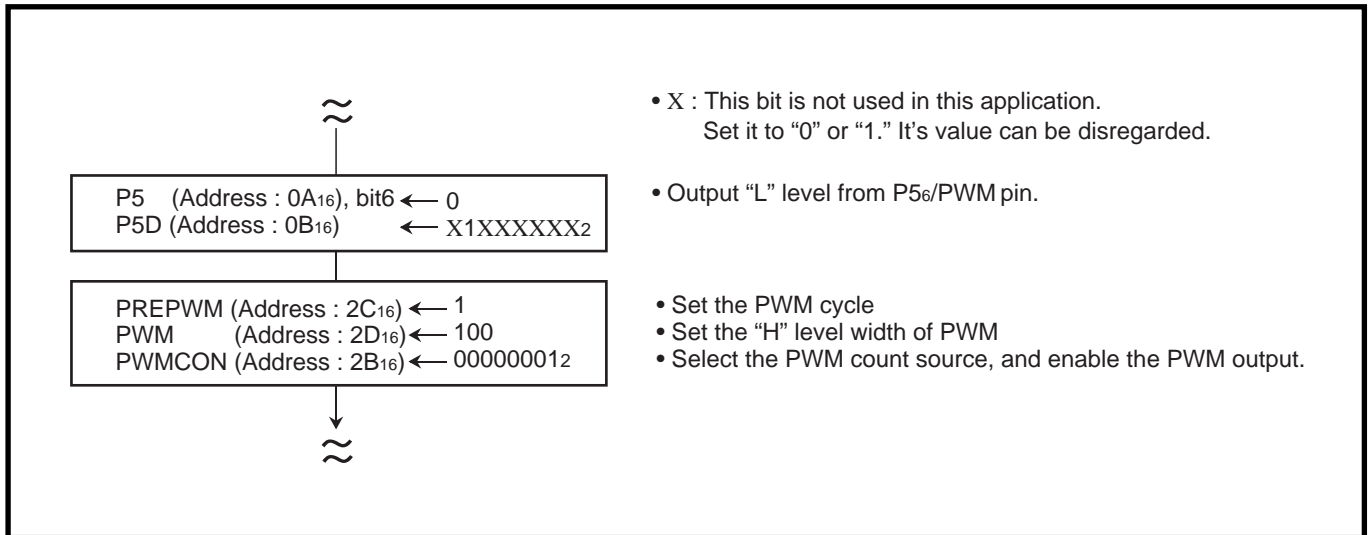 ≈
• X : This bit is not used in this application.
Set it to “0” or “1.” It’s value can be disregarded.
P5 (Address : 0A16), bit6 ← 0
P5D (Address : 0B16) ← X1XXXXXX2
• Output “L” level from P56/PWM pin.
PREPWM (Address : 2C16) ← 1
PWM (Address : 2D16) ← 100
PWMCON (Address : 2B16) ← 000000012
• Set the PWM cycle
• Set the “H” level width of PWM
• Select the PWM count source, and enable the PWM output.
≈